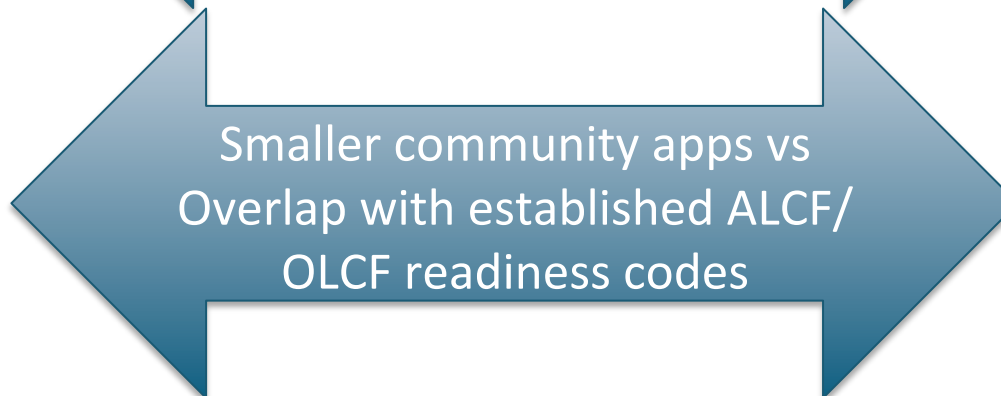 Smaller community apps vs
Overlap with established ALCF/
OLCF readiness codes